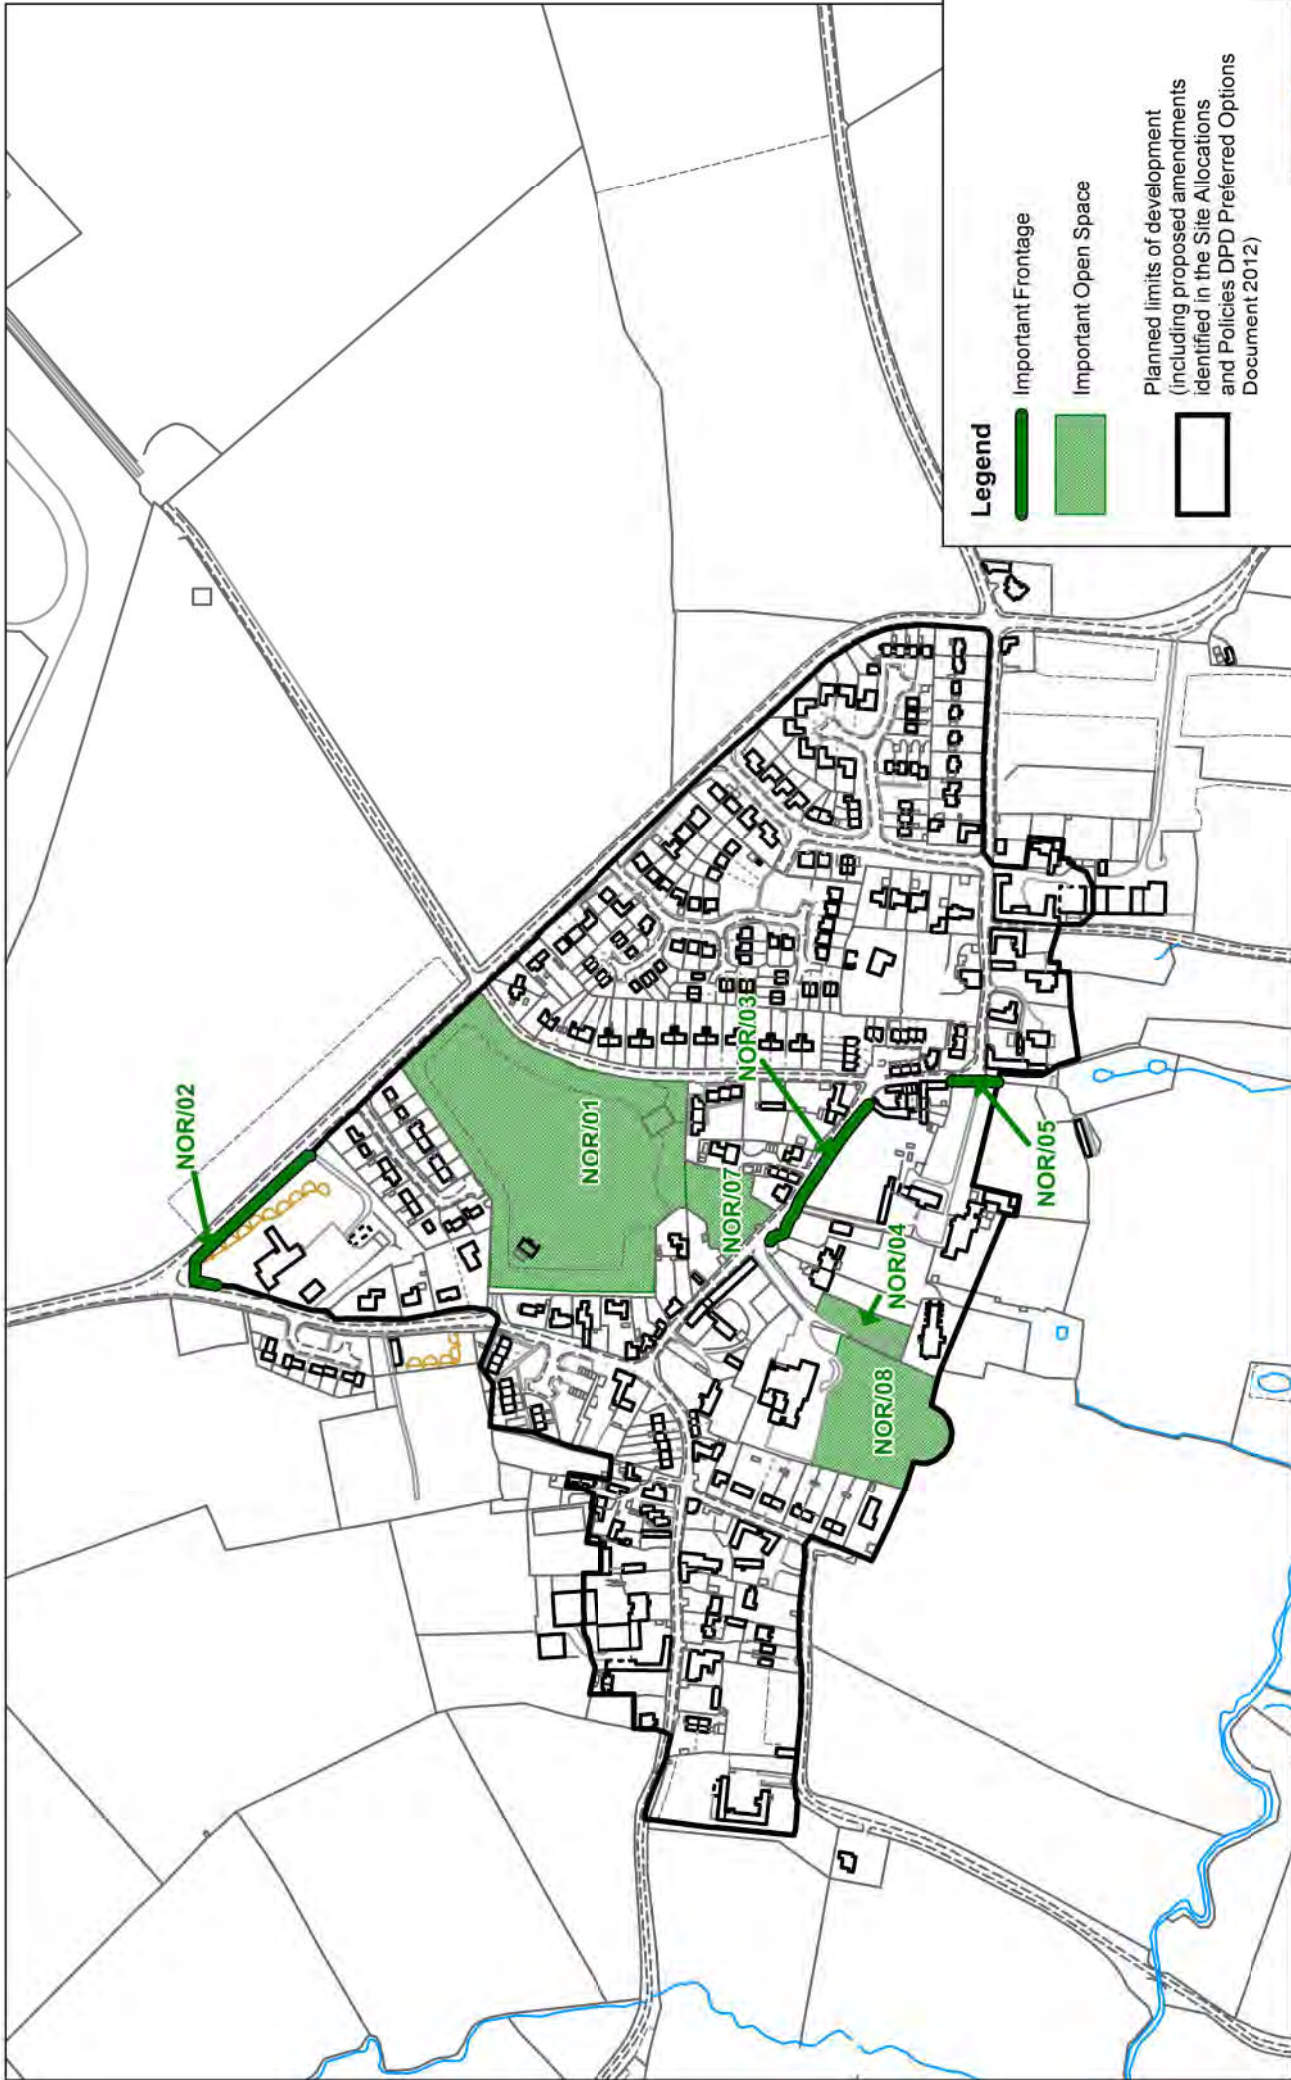 NOR/02
NOR/01
NOR/03
NOR/07
NOR/05
NOR/04
NOR/08
Legend
Important Frontage
Important Open Space
Planned limits of development
(including proposed amendments
identified in the Site Allocations
and Policies DPD Preferred Options
Document 2012)